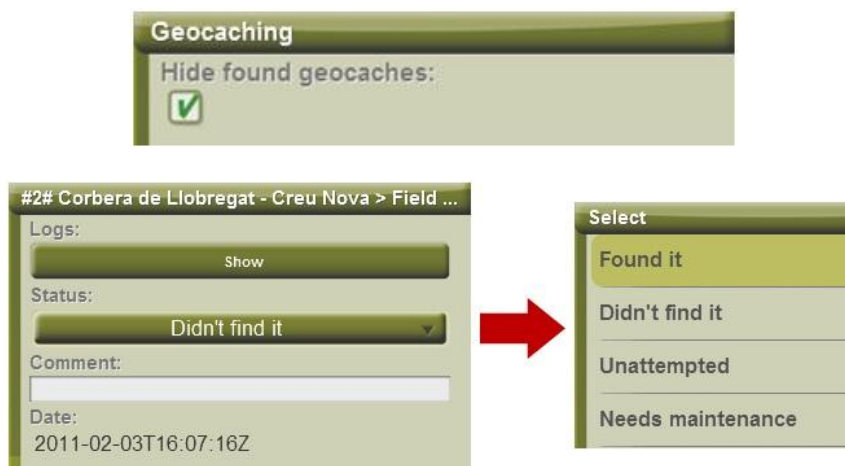 Geocaching
Hide found geocaches:
#2# Corbera de Llobregat - Creu Nova > Field ...
Logs:
Show
Status:
Didn't find it
Comment:
Date:
2011-02-03T16:07:16Z
Select
Found it
Didn't find it
Unattempted
Needs maintenance